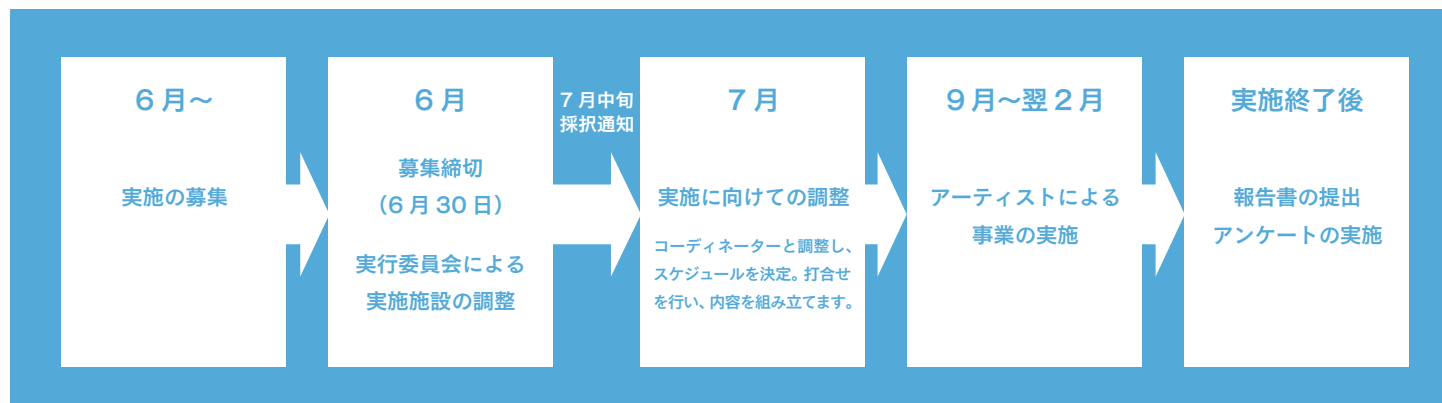 6月〜
実施の募集
6月
募集締切
（6月30日）
実行委員会による
実施施設の調整
7月中旬
採択通知
7月
実施に向けての調整
コーディネーターと調整し、
スケジュールを決定。打合せ
を行い、内容を組み立てます。
9月〜翌2月
アーティストによる
事業の実施
実施終了後
報告書の提出
アンケートの実施